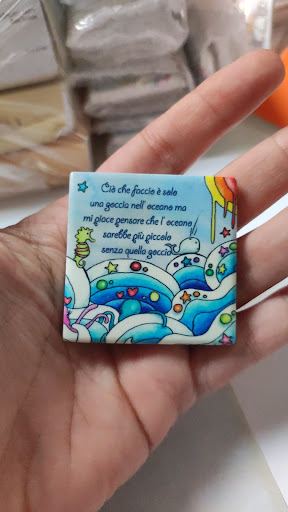 Ciò che faccio è solo
una goccia nell' oceano ma
mi piace pensare che l' oceano
sarebbe più piccolo
senza quella goccia